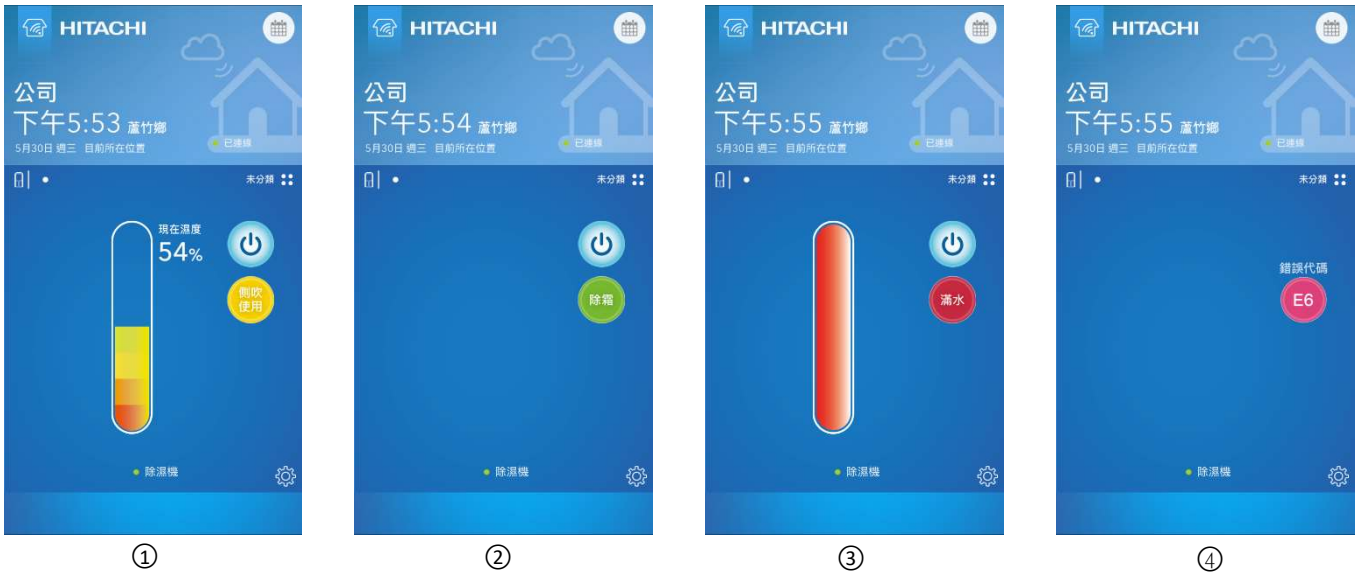 HITACHI
公司
下午5:53 蘆竹鄉
已連線
5月30日 週三 目前所在位置
未分類
現在濕度
54%
側吹
使用
除濕機
①
HITACHI
公司
下午5:54 蘆竹鄉
已連線
5月30日 週三 目前所在位置
未分類
除霜
除濕機
②
HITACHI
公司
下午5:55 蘆竹鄉
已連線
5月30日 週三 目前所在位置
未分類
滿水
除濕機
③
HITACHI
公司
下午5:55 蘆竹鄉
已連線
5月30日 週三 目前所在位置
未分類
錯誤代碼
E6
除濕機
④